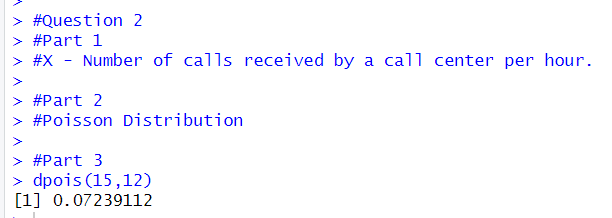 >
> #Question 2
> #Part 1
> #X - Number of calls received by a call center per hour.
>
> #Part 2
> #Poisson Distribution
>
> #Part 3
> dpois(15,12)
[1] 0.07239112
>